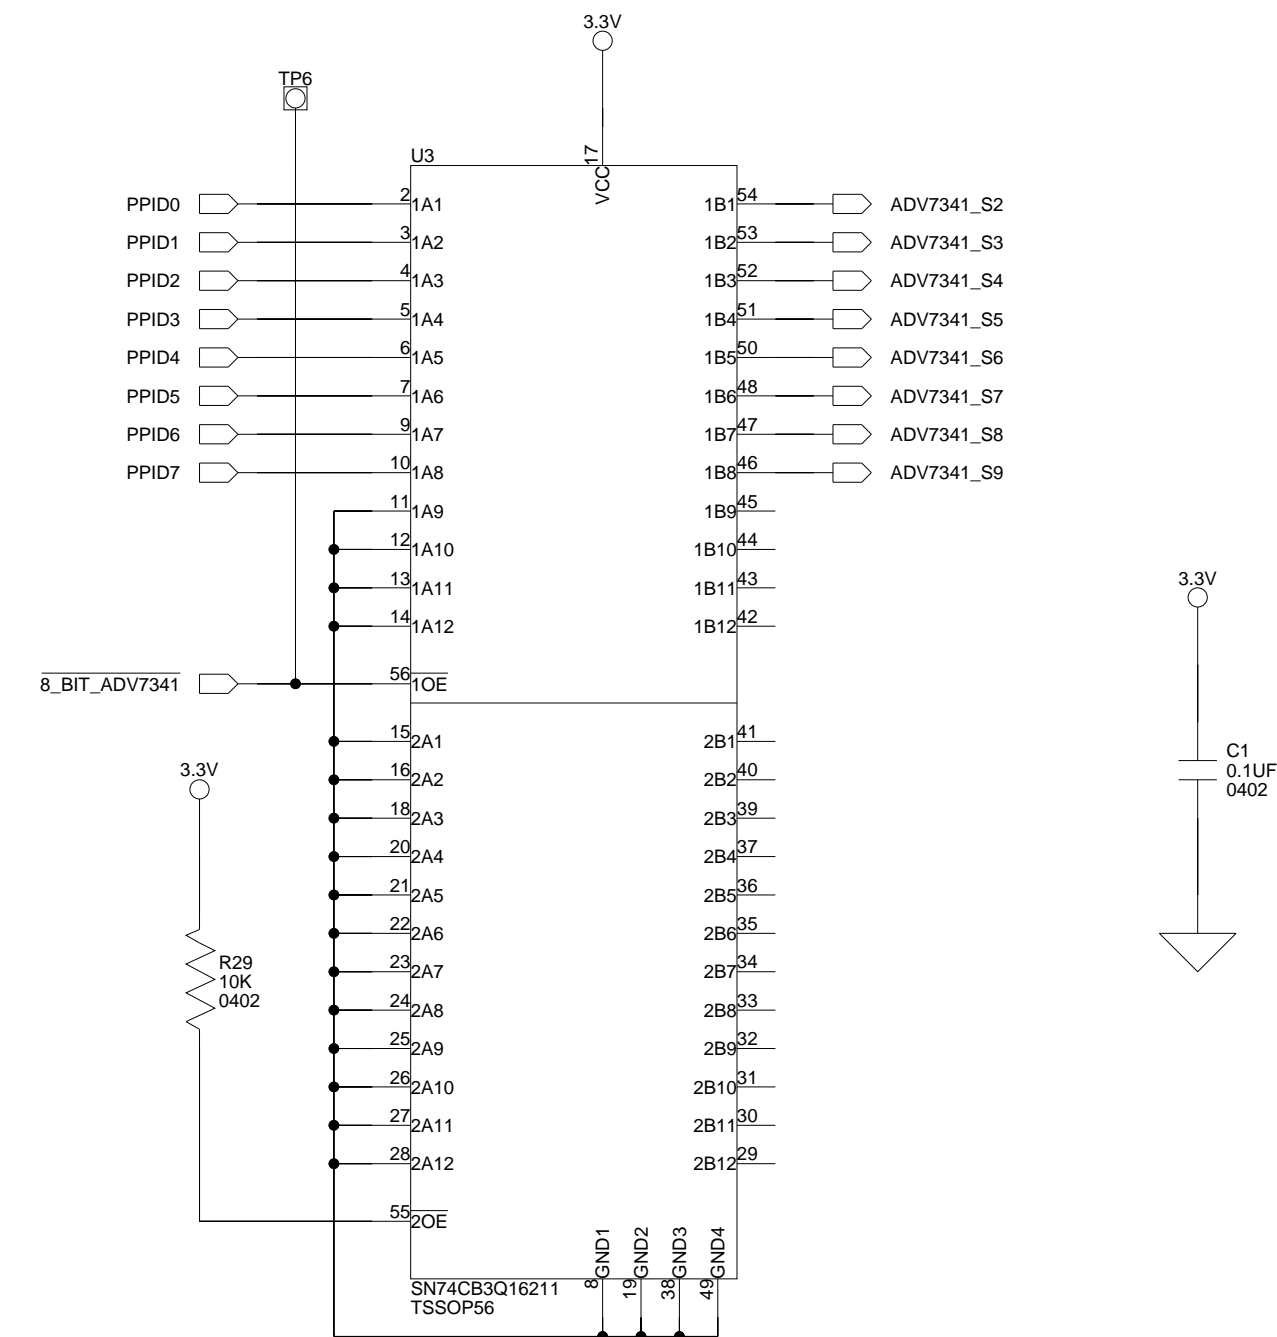 3.3V
TP6
U3
17
VCC
PPID0
2
1A1
1B1
54
ADV7341_S2
PPID1
3
1A2
1B2
53
ADV7341_S3
PPID2
4
1A3
1B3
52
ADV7341_S4
PPID3
5
1A4
1B4
51
ADV7341_S5
PPID4
6
1A5
1B5
50
ADV7341_S6
PPID5
7
1A6
1B6
48
ADV7341_S7
PPID6
9
1A7
1B7
47
ADV7341_S8
PPID7
10
1A8
1B8
46
ADV7341_S9
11
1A9
1B9
45
12
1A10
1B10
44
13
1A11
1B11
43
14
1A12
1B12
42
8_BIT_ADV7341
56
1OE
15
2A1
2B1
41
16
2A2
2B2
40
18
2A3
2B3
39
20
2A4
2B4
37
21
2A5
2B5
36
22
2A6
2B6
35
23
2A7
2B7
34
24
2A8
2B8
33
25
2A9
2B9
32
26
2A10
2B10
31
27
2A11
2B11
30
28
2A12
2B12
29
55
2OE
3.3V
R29
10K
0402
8
GND1
19
GND2
38
GND3
49
GND4
SN74CB3Q16211
TSSOP56
3.3V
C1
0.1UF
0402